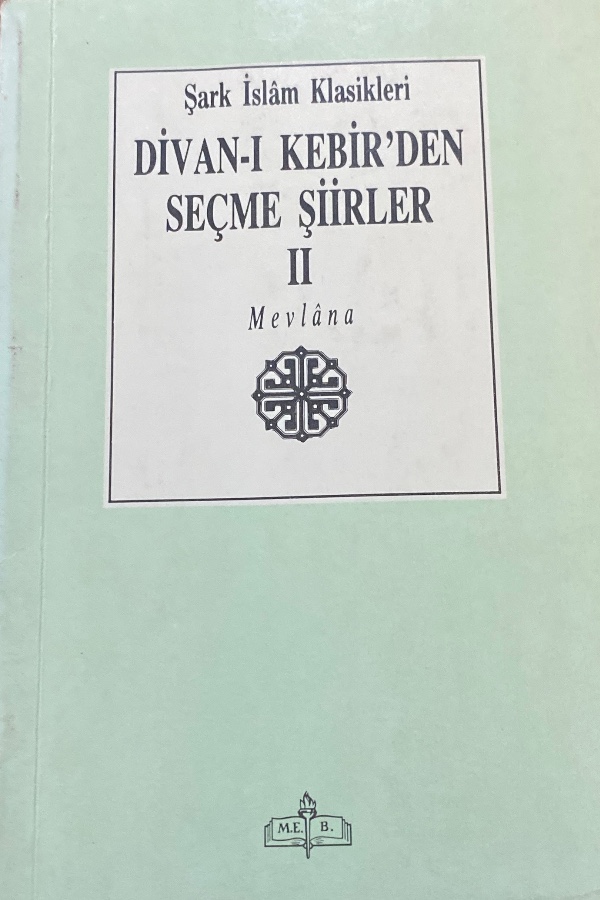 Şark İslâm Klasikleri
DİVAN-I KEBİR'DEN
SEÇME ŞİİRLER
II
Mevlâna
M.E. B.